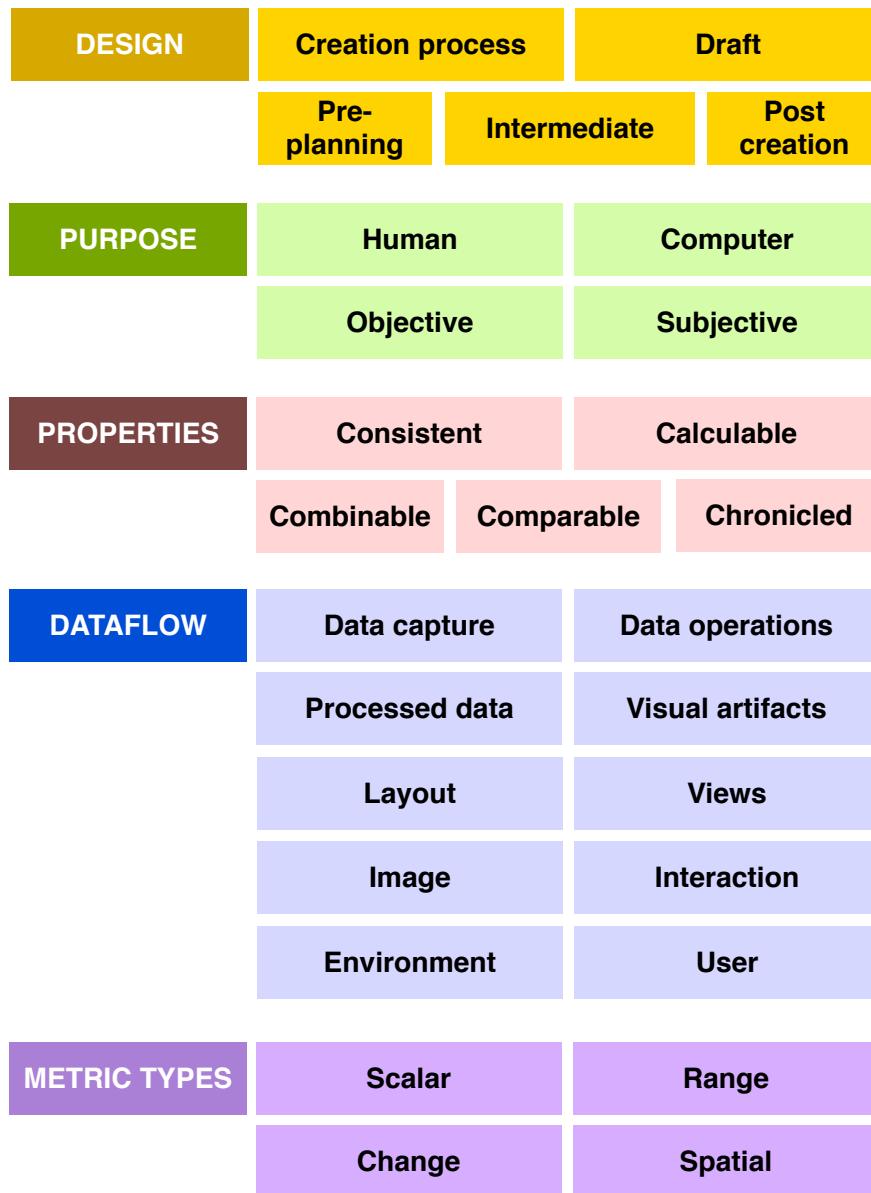 DESIGN
Creation process
Draft
Pre-
planning
Intermediate
Post
creation
PURPOSE
Human
Computer
Objective
Subjective
PROPERTIES
Consistent
Calculable
Combinable
Comparable
Chronicled
DATAFLOW
Data capture
Data operations
Processed data
Visual artifacts
Layout
Views
Image
Interaction
Environment
User
METRIC TYPES
Scalar
Range
Change
Spatial